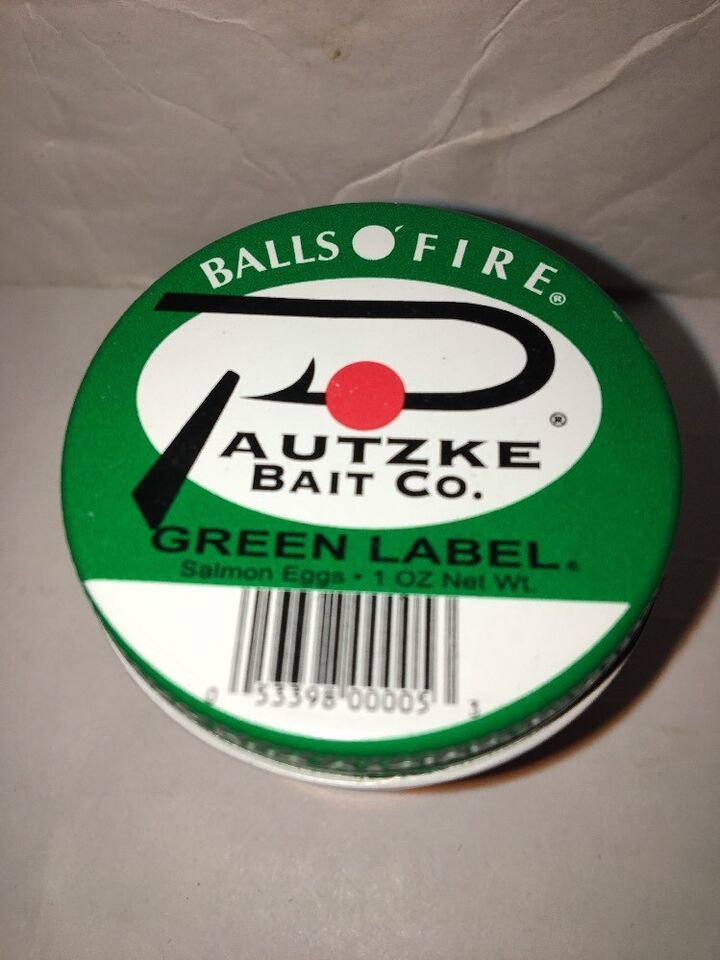 BALLS O' FIRE®
PAUTZKE®
BAIT CO.
GREEN LABEL®
Salmon Eggs • 1 OZ Net Wt.
0 53398 00005 3